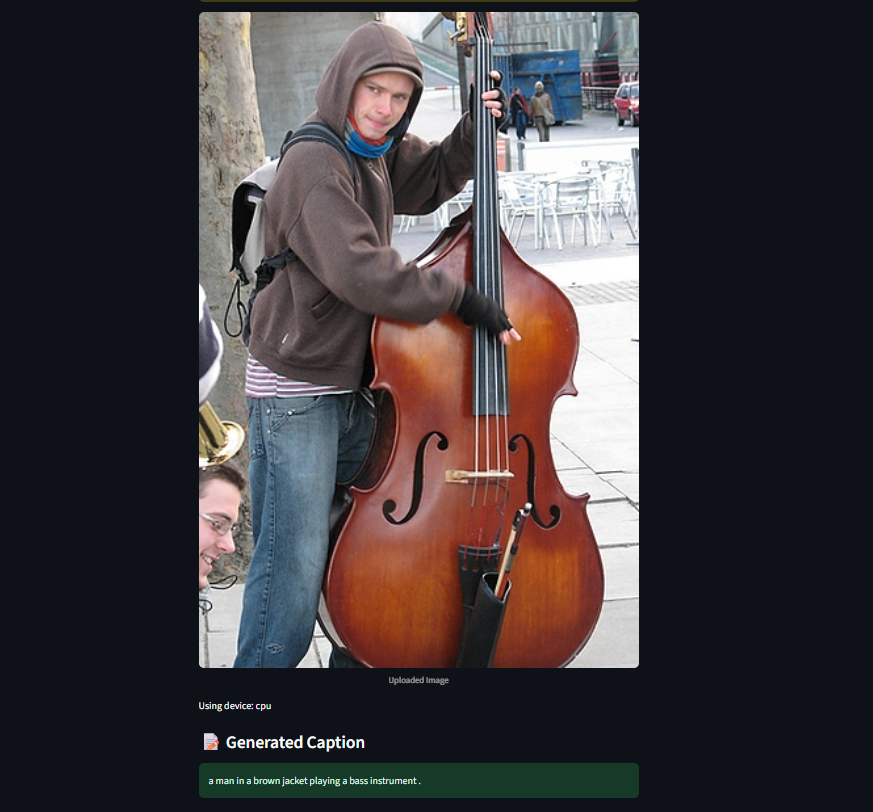 Uploaded Image
Using device: cpu
📝 Generated Caption
a man in a brown jacket playing a bass instrument .